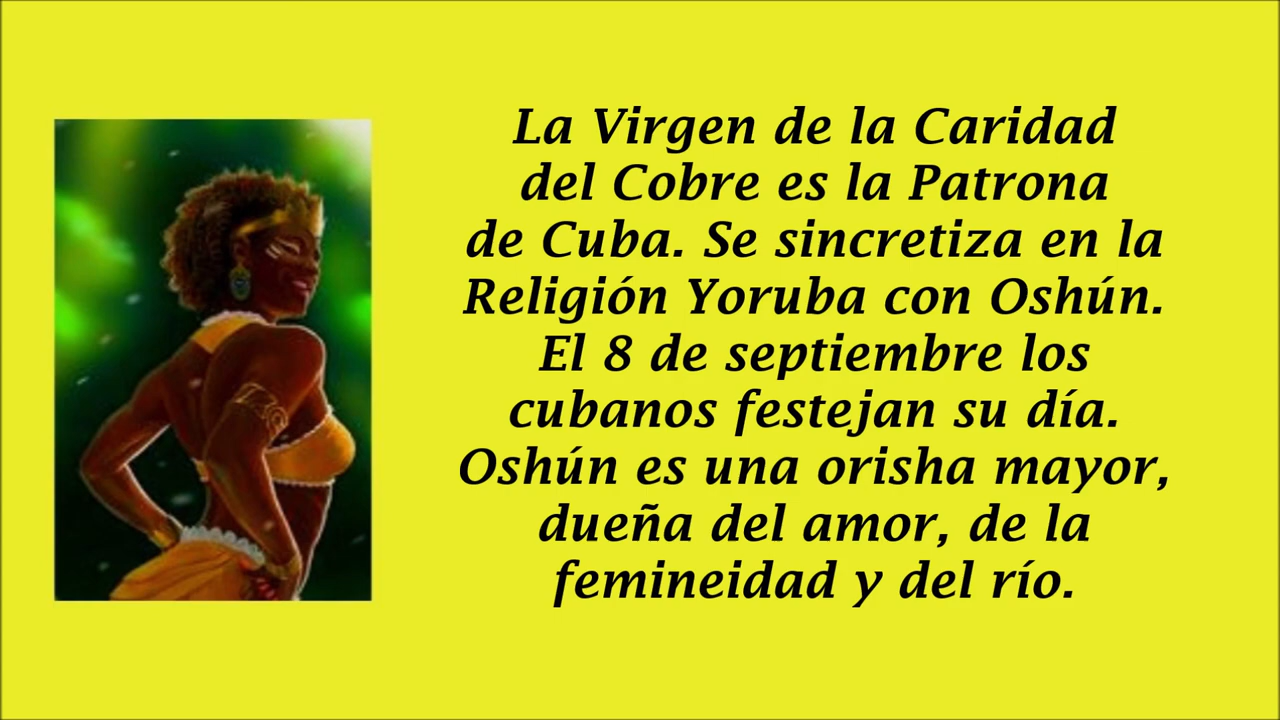 La Virgen de la Caridad
del Cobre es la Patrona
de Cuba. Se sincretiza en la
Religión Yoruba con Oshún.
El 8 de septiembre los
cubanos festejan su día.
Oshún es una orisha mayor,
dueña del amor, de la
femineidad y del río.